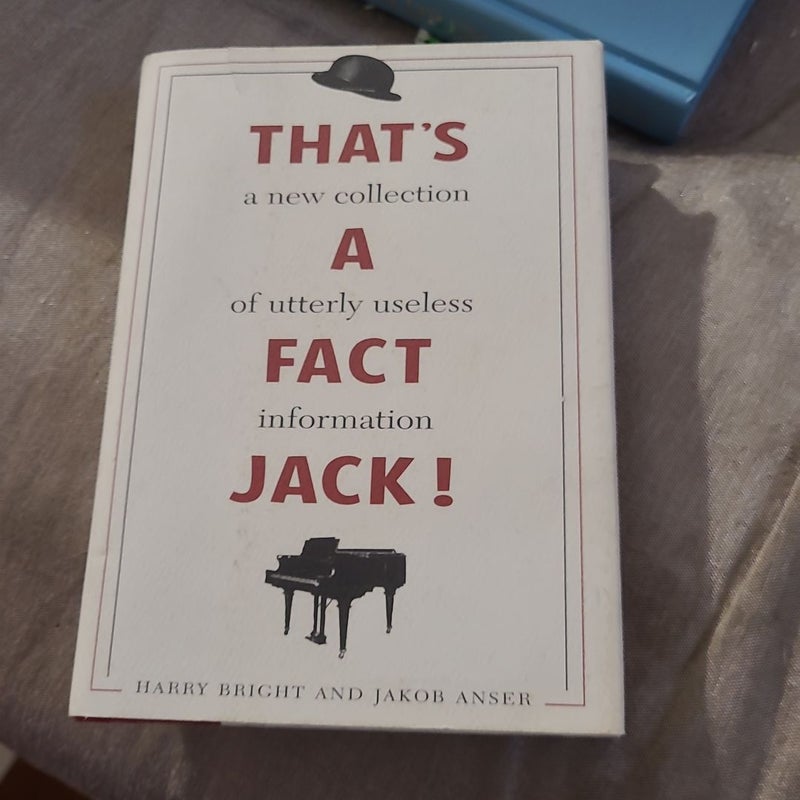 THAT'S
a new collection
A
of utterly useless
FACT
information
JACK!
HARRY BRIGHT AND JAKOB ANSER